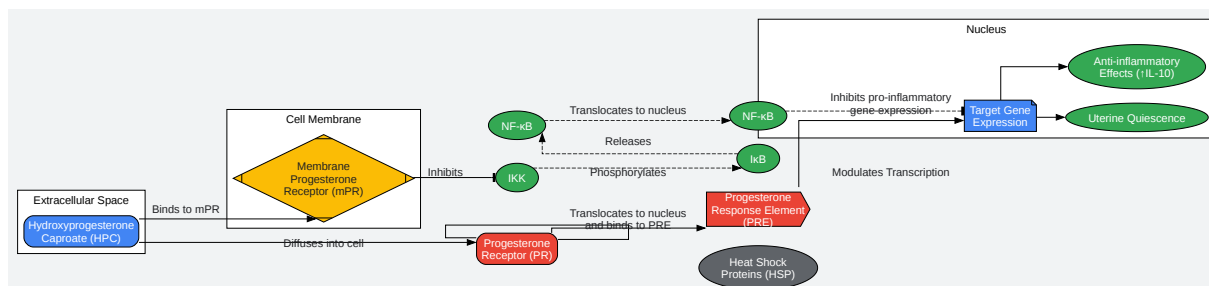 Nucleus
Anti-inflammatory
Effects (↑IL-10)
Inhibits pro-inflammatory
gene expression
Target Gene
Expression
Uterine Quiescence
Translocates to nucleus
NF-κB
NF-κB
Releases
IκB
Cell Membrane
Membrane
Progesterone
Receptor (mPR)
Inhibits
IKK
Phosphorylates
Modulates Transcription
Extracellular Space
Hydroxyprogesterone
Caproate (HPC)
Binds to mPR
Diffuses into cell
Progesterone
Receptor (PR)
Translocates to nucleus
and binds to PRE
Progesterone
Response Element
(PRE)
Heat Shock
Proteins (HSP)